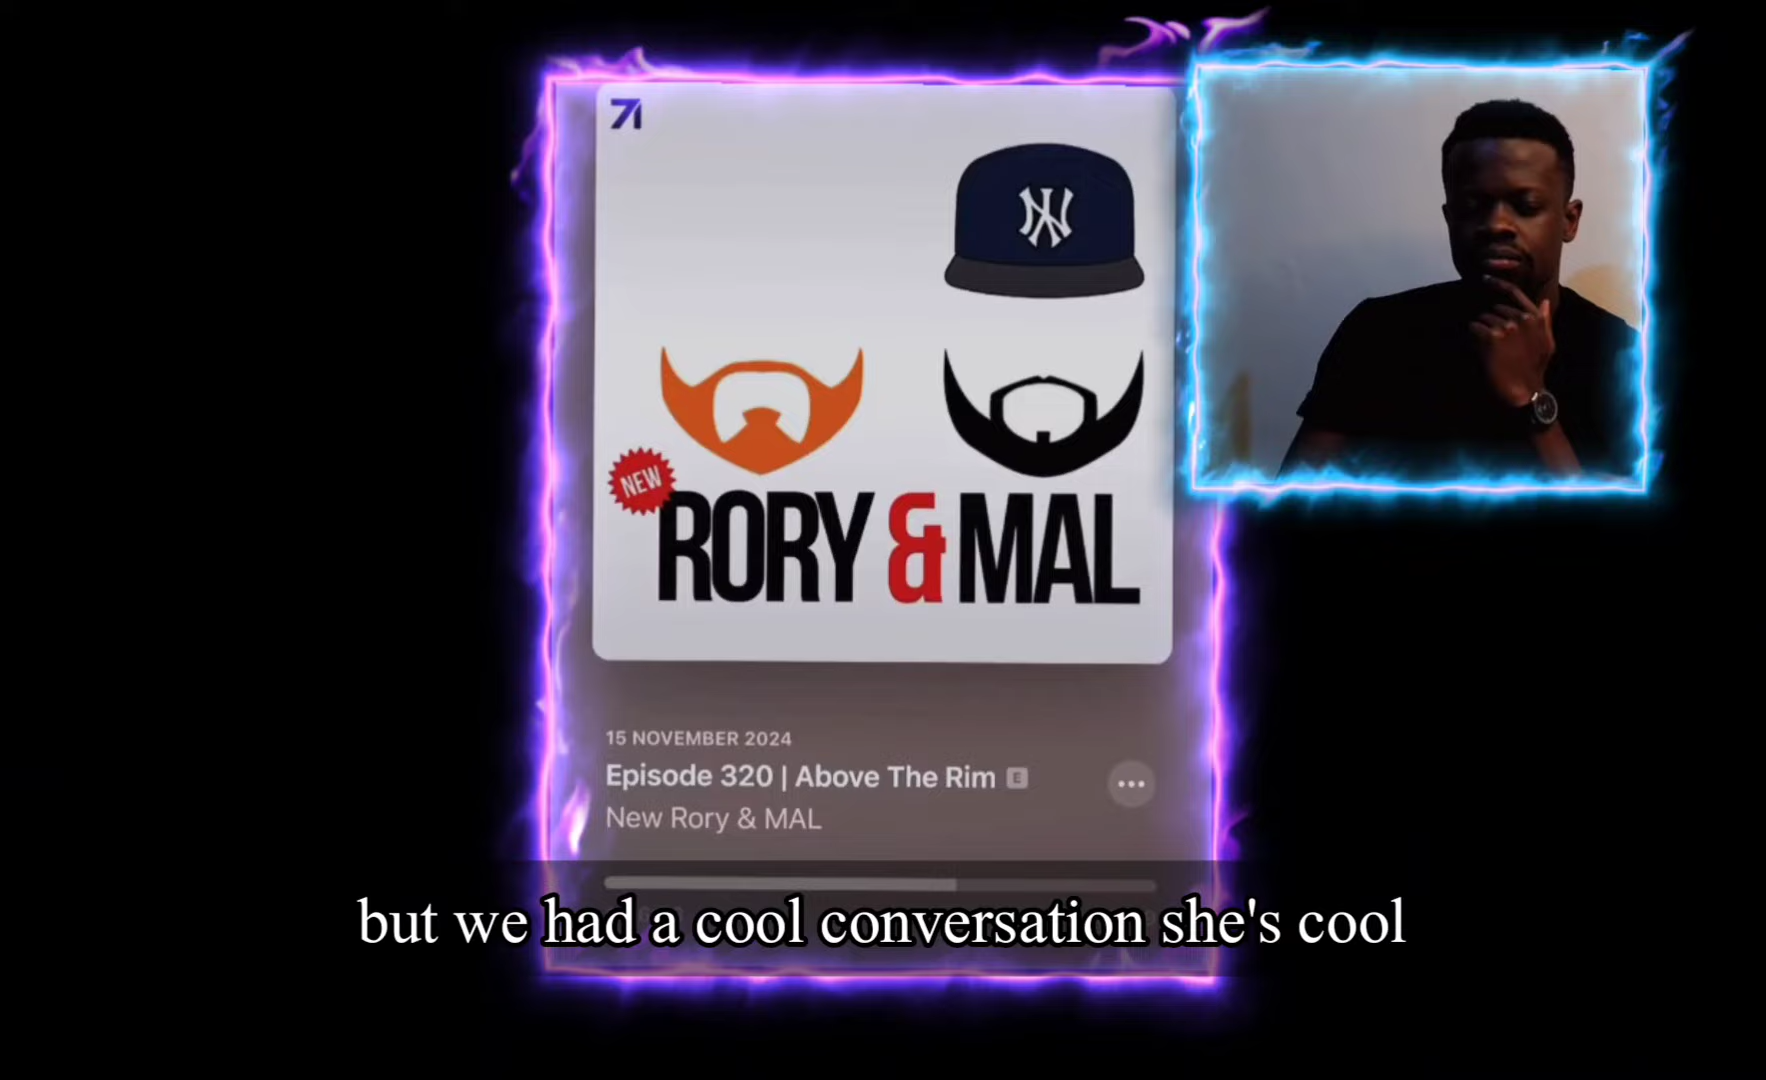 NY
NEW
RORY & MAL
15 NOVEMBER 2024
Episode 320 | Above The Rim E
New Rory & MAL
but we had a cool conversation she's cool